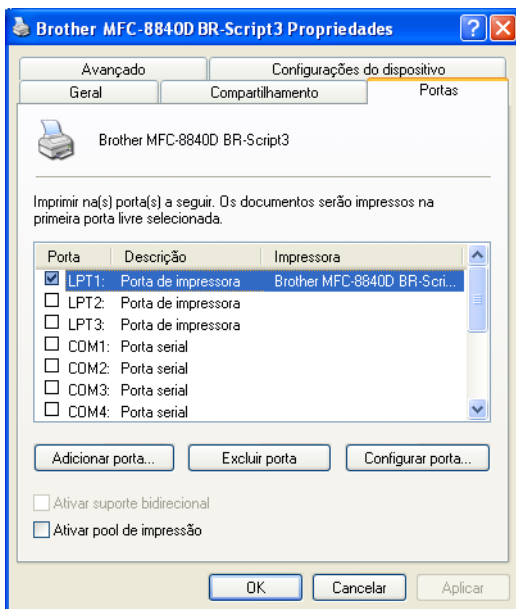 Brother MFC-8840D BR-Script3 Propriedades
Avançado Configurações do dispositivo
Geral Compartilhamento Portas
Brother MFC-8840D BR-Script3
Imprimir na(s) porta(s) a seguir. Os documentos serão impressos na
primeira porta livre selecionada.
Porta Descrição Impressora
LPT1: Porta de impressora Brother MFC-8840D BR-Scri...
LPT2: Porta de impressora
LPT3: Porta de impressora
COM1: Porta serial
COM2: Porta serial
COM3: Porta serial
COM4: Porta serial
Adicionar porta... Excluir porta Configurar porta...
Ativar suporte bidirecional
Ativar pool de impressão
OK Cancelar Aplicar